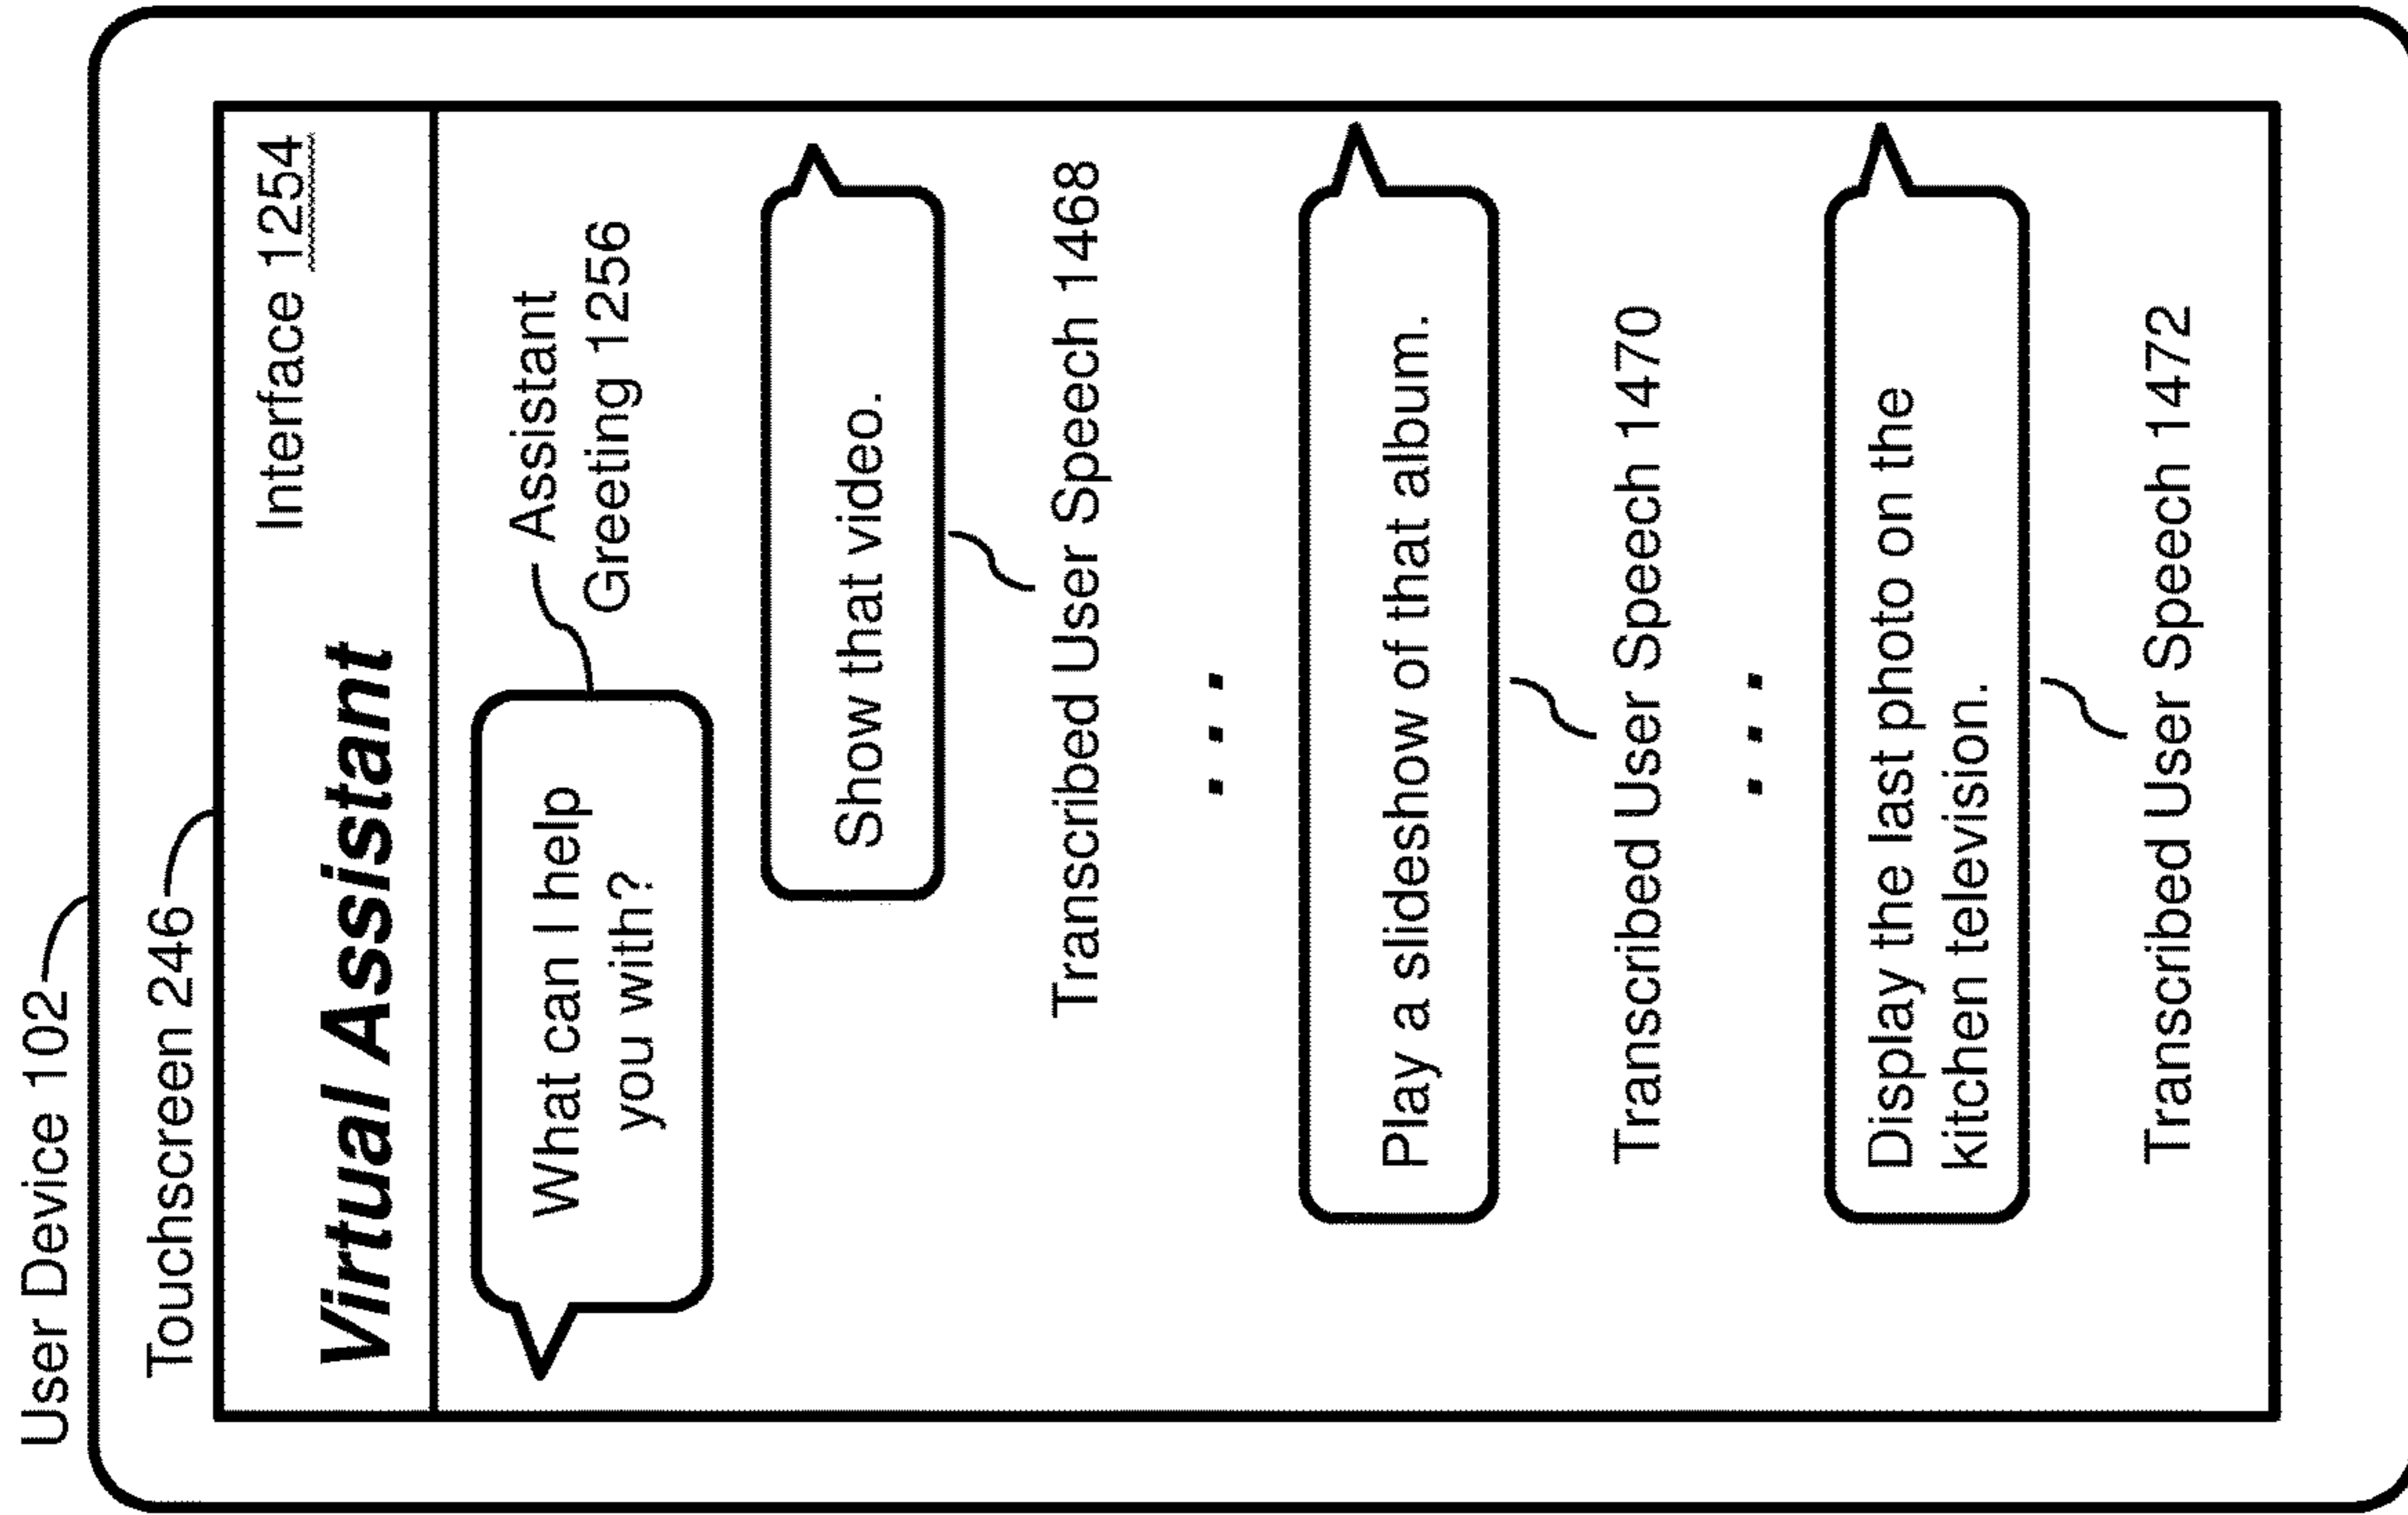 User Device 102
Touchscreen 246
Interface 1254
Virtual Assistant
What can I help
you with?
Assistant
Greeting 1256
Show that video.
Transcribed User Speech 1468
. . .
Play a slideshow of that album.
Transcribed User Speech 1470
. . .
Display the last photo on the
kitchen television.
Transcribed User Speech 1472